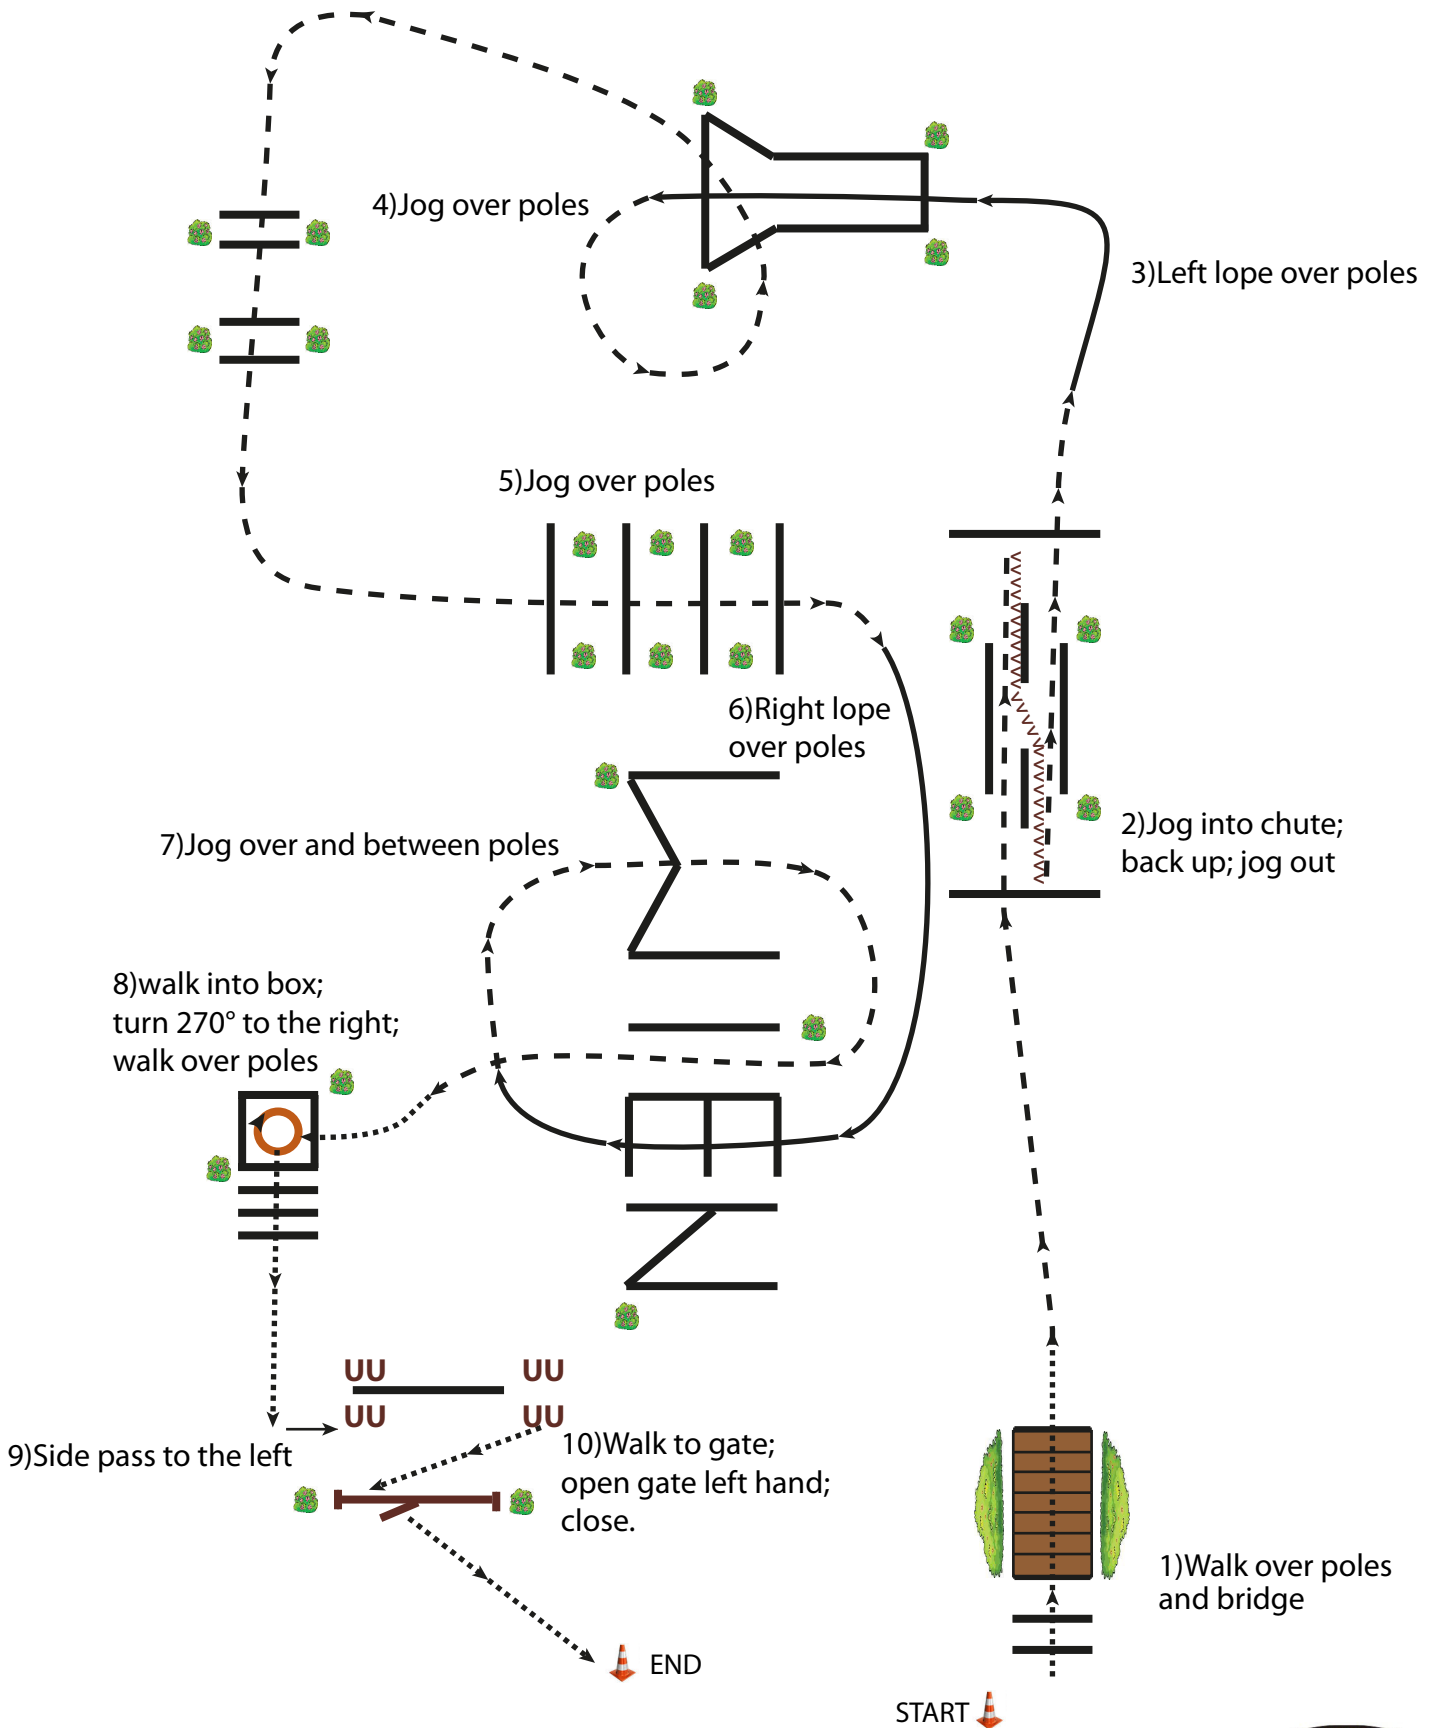 4)Jog over poles
3)Left lope over poles
5)Jog over poles
6)Right lope
over poles
7)Jog over and between poles
2)Jog into chute;
back up; jog out
8)walk into box;
turn 270° to the right;
walk over poles
UU UU
UU UU
9)Side pass to the left
10)Walk to gate;
open gate left hand;
close.
1)Walk over poles
and bridge
END
START